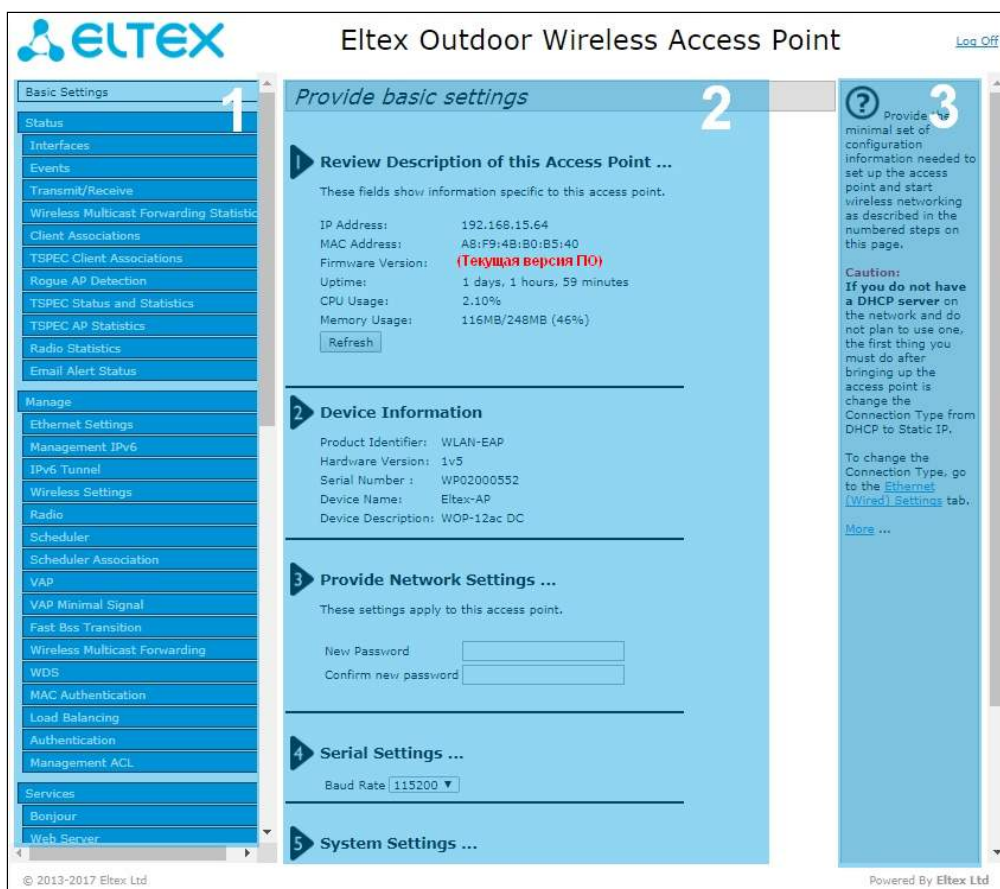 ELTEX
Eltex Outdoor Wireless Access Point
Log Off
Basic Settings
1
Status
Interfaces
Events
Transmit/Receive
Wireless Multicast Forwarding Statistic
Client Associations
TSPEC Client Associations
Rogue AP Detection
TSPEC Status and Statistics
TSPEC AP Statistics
Radio Statistics
Email Alert Status
Manage
Ethernet Settings
Management IPv6
IPv6 Tunnel
Wireless Settings
Radio
Scheduler
Scheduler Association
VAP
VAP Minimal Signal
Fast Bss Transition
Wireless Multicast Forwarding
WDS
MAC Authentication
Load Balancing
Authentication
Management ACL
Services
Bonjour
Web Server
Provide basic settings
2
1 Review Description of this Access Point ...
These fields show information specific to this access point.
IP Address: 192.168.15.64
MAC Address: A8:F9:4B:B0:B5:40
Firmware Version: (Текущая версия ПО)
Uptime: 1 days, 1 hours, 59 minutes
CPU Usage: 2.10%
Memory Usage: 116MB/248MB (46%)
Refresh
2 Device Information
Product Identifier: WLAN-EAP
Hardware Version: 1v5
Serial Number : WP02000552
Device Name: Eltex-AP
Device Description: WOP-12ac DC
3 Provide Network Settings ...
These settings apply to this access point.
New Password
Confirm new password
4 Serial Settings ...
Baud Rate 115200
5 System Settings ...
3
? Provide the
minimal set of
configuration
information needed to
set up the access
point and start
wireless networking
as described in the
numbered steps on
this page.
Caution:
If you do not have
a DHCP server on
the network and do
not plan to use one,
the first thing you
must do after
bringing up the
access point is
change the
Connection Type from
DHCP to Static IP.
To change the
Connection Type, go
to the Ethernet
(Wired) Settings tab.
More ...
© 2013-2017 Eltex Ltd
Powered By Eltex Ltd